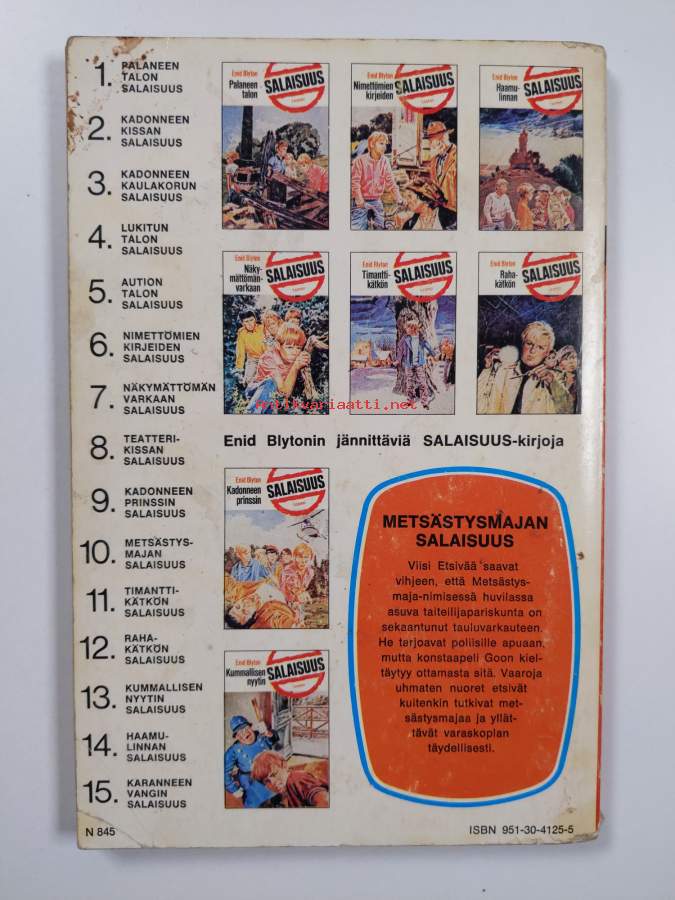 1. PALANEEN
TALON
SALAISUUS
2. KADONNEEN
KISSAN
SALAISUUS
3. KADONNEEN
KAULAKORUN
SALAISUUS
4. LUKITUN
TALON
SALAISUUS
5. AUTION
TALON
SALAISUUS
6. NIMETTÖMIEN
KIRJEIDEN
SALAISUUS
7. NÄKYMÄTTÖMÄN
VARKAAN
SALAISUUS
8. TEATTERI-
KISSAN
SALAISUUS
9. KADONNEEN
PRINSSIN
SALAISUUS
10. METSÄSTYS-
MAJAN
SALAISUUS
11. TIMANTTI-
KÄTKÖN
SALAISUUS
12. RAHA-
KÄTKÖN
SALAISUUS
13. KUMMALLISEN
NYYTIN
SALAISUUS
14. HAAMU-
LINNAN
SALAISUUS
15. KARANNEEN
VANGIN
SALAISUUS
Enid Blyton
Palaneen
talon
SALAISUUS
Enid Blyton
Nimettömien
kirjeiden
SALAISUUS
Enid Blyton
Haamu-
linnan
SALAISUUS
Enid Blyton
Näky-
mättömän
varkaan
SALAISUUS
Enid Blyton
Timantti-
kätkön
SALAISUUS
Enid Blyton
Raha-
kätkön
SALAISUUS
antikvariaatti.net
Enid Blytonin jännittäviä SALAISUUS-kirjoja
Enid Blyton
Kadonneen
prinssin
SALAISUUS
Enid Blyton
Kummallisen
nyytin
SALAISUUS
METSÄSTYSMAJAN
SALAISUUS
Viisi Etsivää saavat
vihjeen, että Metsästys-
maja-nimisessä huvilassa
asuva taiteilijapariskunta on
sekaantunut tauluvarkauteen.
He tarjoavat poliisille apuaan,
mutta konstaapeli Goon kiel-
täytyy ottamasta sitä. Vaaroja
uhmaten nuoret etsivät
kuitenkin tutkivat met-
sästysmajaa ja yllät-
tävät varaskoplan
täydellisesti.
N 845
ISBN 951-30-4125-5